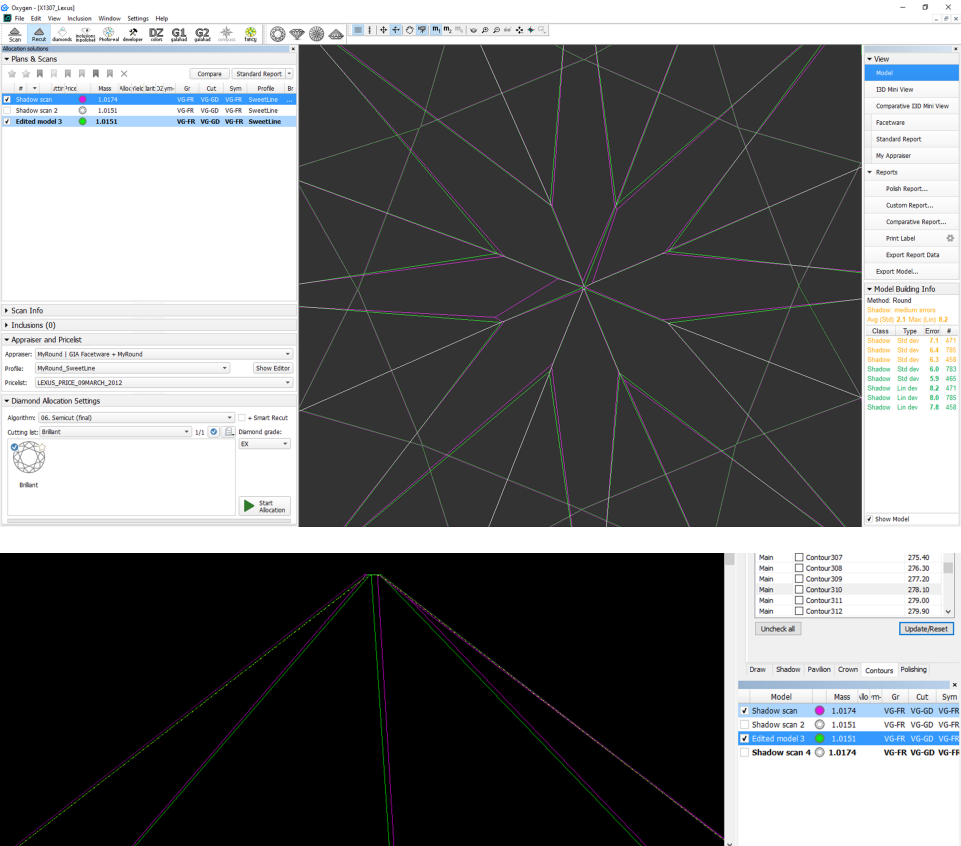 Oxygen - [X1307_Lexus]
File Edit View Inclusion Window Settings Help
Scan Recut diamonds inclusions in polished Photoreal developer DZ colors G1 galahad G2 galahad compass fancy
m1 m2
Allocation solutions
Plans & Scans
Compare Standard Report
# Mass Gr Cut Sym Profile Br
Shadow scan 1.0174 VG-FR VG-GD VG-FR SweetLine ...
Shadow scan 2 1.0151 VG-FR VG-GD VG-FR SweetLine
Edited model 3 1.0151 VG-FR VG-GD VG-FR SweetLine
Scan Info
Inclusions (0)
Appraiser and Pricelist
Appraiser: MyRound | GIA Facetware + MyRound
Profile: MyRound_SweetLine Show Editor
Pricelist: LEXUS_PRICE_09MARCH_2012
Diamond Allocation Settings
Algorithm: 06. Semicut (final) + Smart Recut
Cutting list: Brilliant 1/1 Diamond grade:
EX
Brilliant
Start Allocation
View
Model
I3D Mini View
Comparative I3D Mini View
Facetware
Standard Report
My Appraiser
Reports
Polish Report...
Custom Report...
Comparative Report...
Print Label
Export Report Data
Export Model...
Model Building Info
Method: Round
Shadow: medium errors
Avg (Std) 2.1 Max (Lin) 8.2
Class Type Error #
Shadow Std dev 7.1 471
Shadow Std dev 6.4 785
Shadow Std dev 6.3 458
Shadow Std dev 6.0 783
Shadow Std dev 5.9 465
Shadow Lin dev 8.2 471
Shadow Lin dev 8.0 785
Shadow Lin dev 7.8 458
Show Model
Main Contour307 275.40
Main Contour308 276.30
Main Contour309 277.20
Main Contour310 278.10
Main Contour311 279.00
Main Contour312 279.90
Uncheck all Update/Reset
Draw Shadow Pavilion Crown Contours Polishing
Model Mass Gr Cut Sym
Shadow scan 1.0174 VG-FR VG-GD VG-FR
Shadow scan 2 1.0151 VG-FR VG-GD VG-FR
Edited model 3 1.0151 VG-FR VG-GD VG-FR
Shadow scan 4 1.0174 VG-FR VG-GD VG-FF